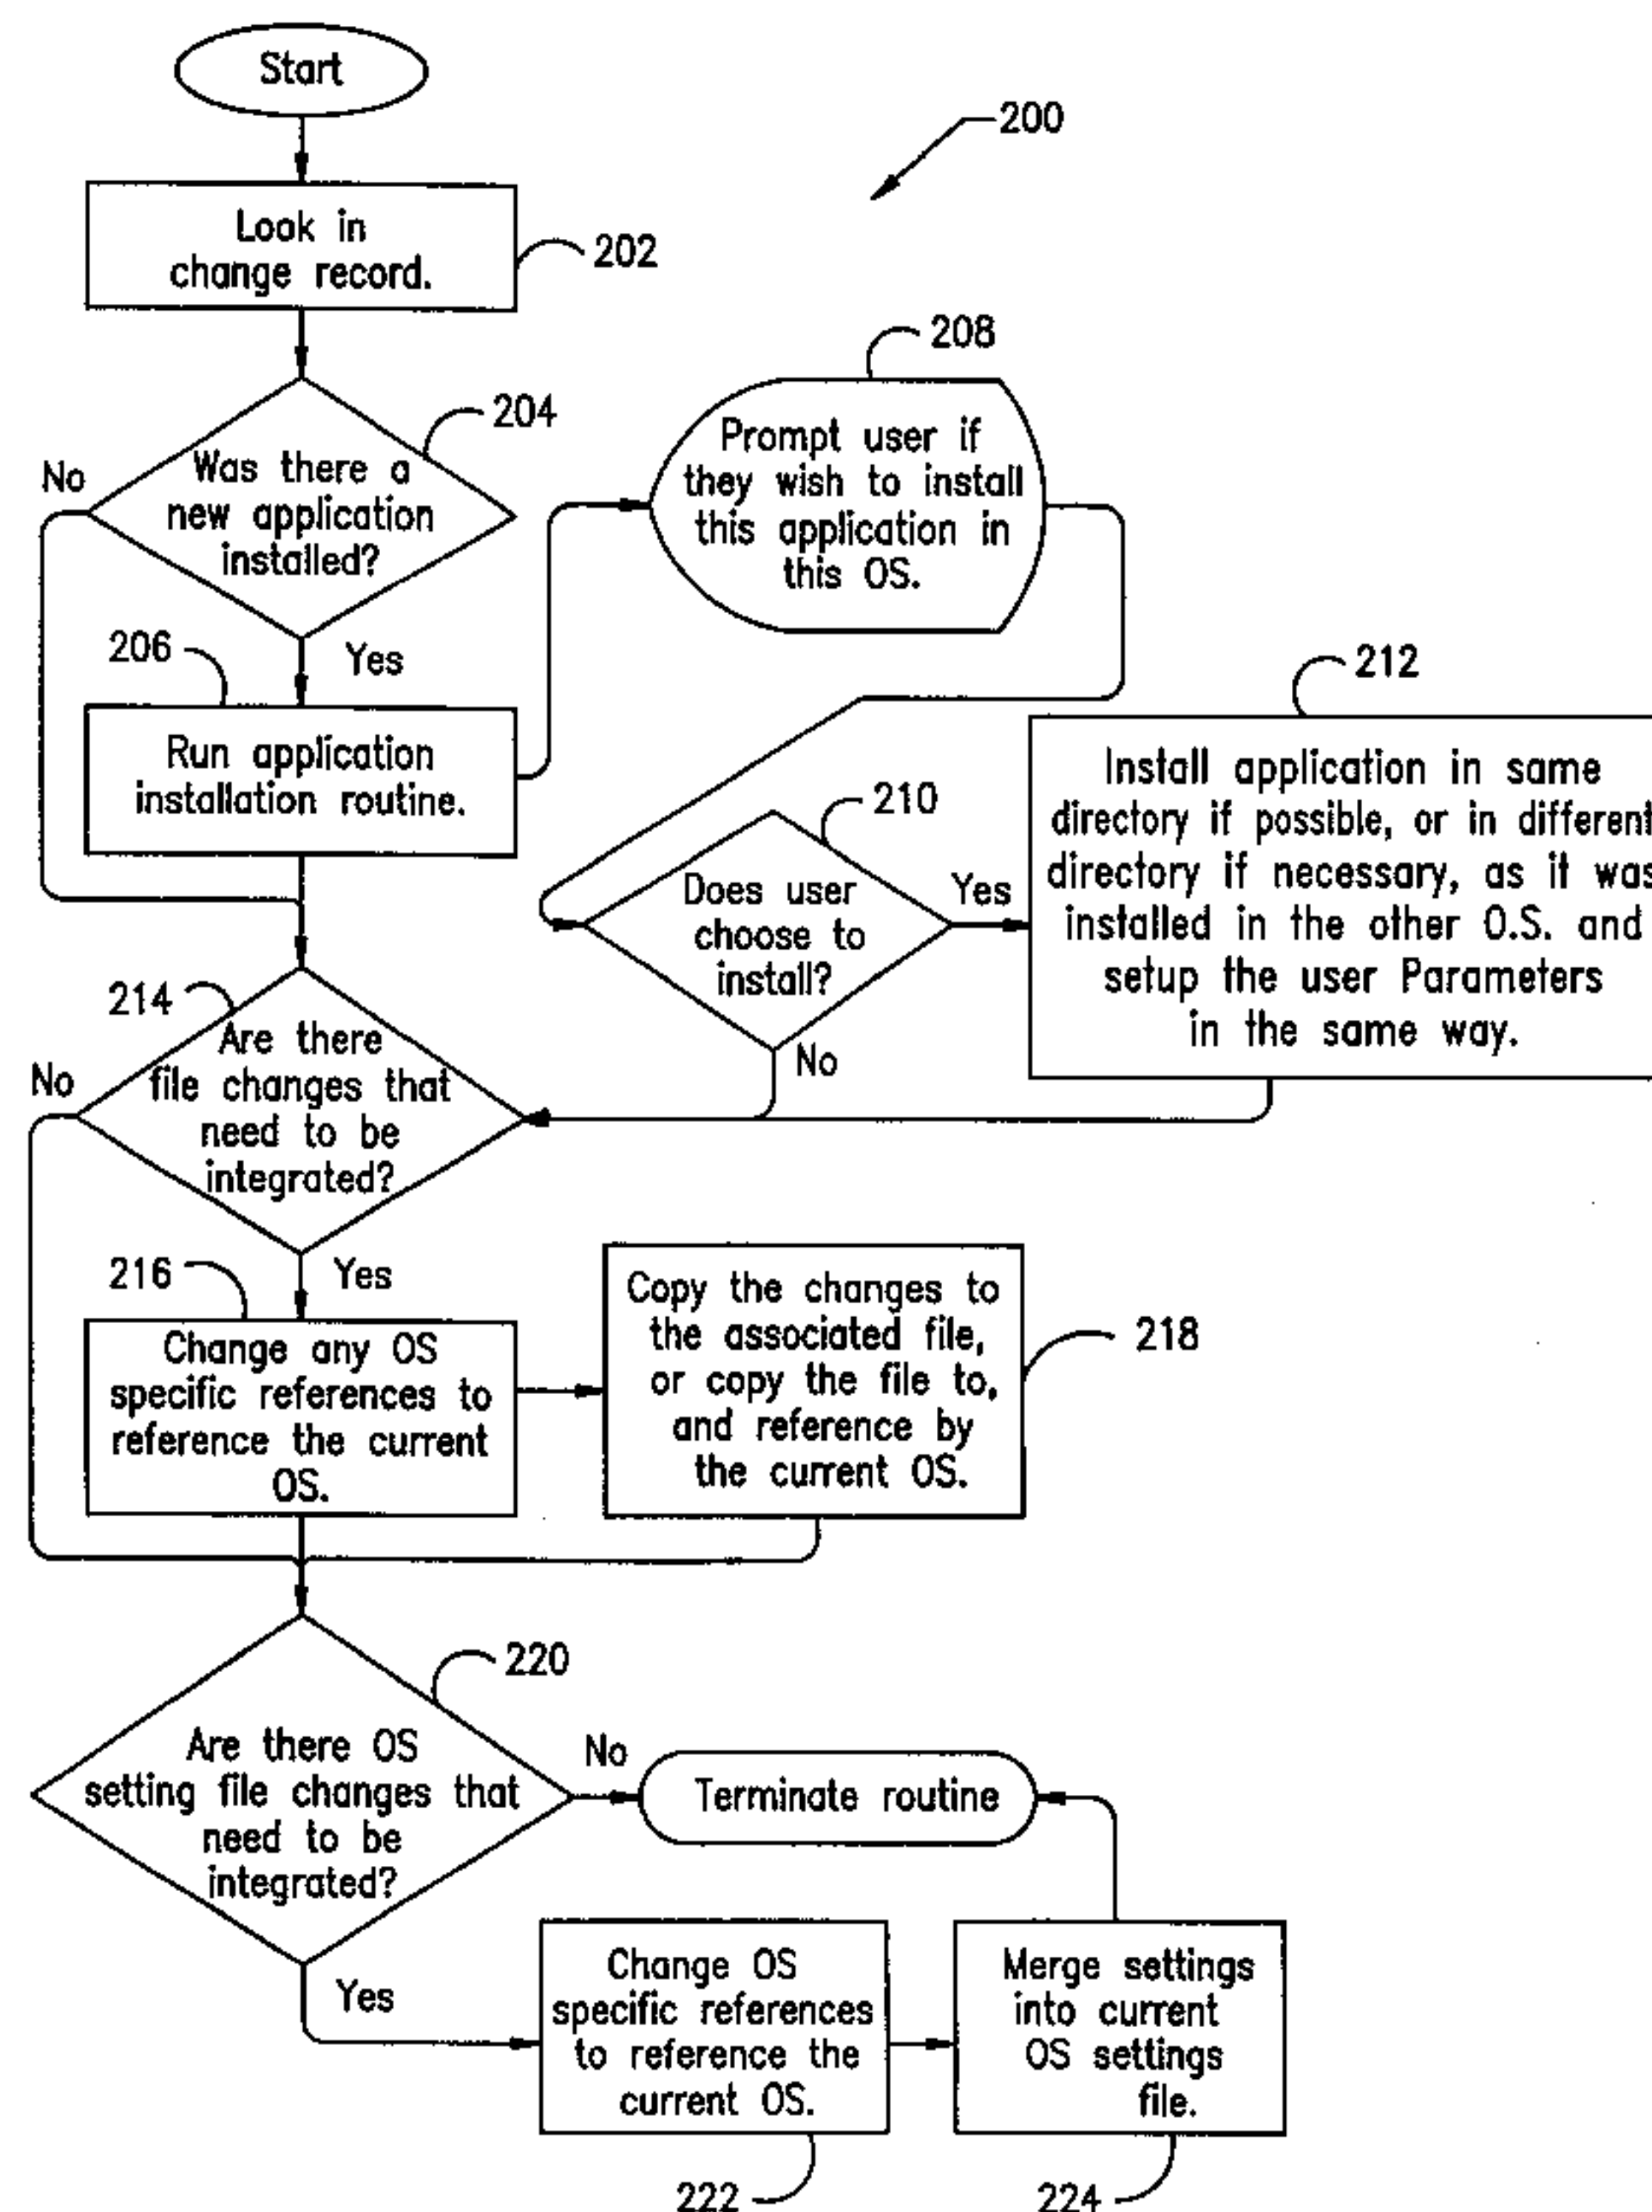 Start
200
Look in
change record.
202
204
Was there a
new application
installed?
No
Yes
206
Run application
installation routine.
208
Prompt user if
they wish to install
this application in
this OS.
210
Does user
choose to
install?
Yes
No
212
Install application in same
directory if possible, or in different
directory if necessary, as it was
installed in the other O.S. and
setup the user Parameters
in the same way.
214
Are there
file changes that
need to be
integrated?
No
Yes
216
Change any OS
specific references to
reference the current
OS.
Copy the changes to
the associated file,
or copy the file to,
and reference by
the current OS.
218
220
Are there OS
setting file changes that
need to be
integrated?
No
Terminate routine
Yes
Change OS
specific references
to reference the
current OS.
222
Merge settings
into current
OS settings
file.
224